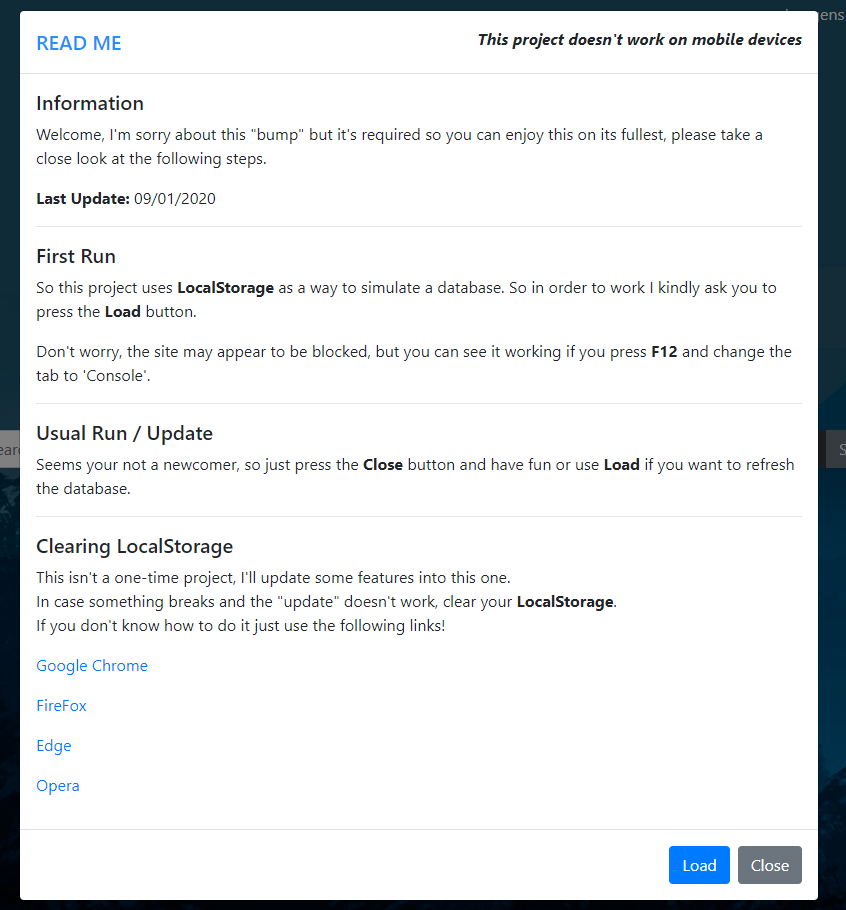 READ ME
This project doesn't work on mobile devices
Information
Welcome, I'm sorry about this "bump" but it's required so you can enjoy this on its fullest, please take a
close look at the following steps.
Last Update: 09/01/2020
First Run
So this project uses LocalStorage as a way to simulate a database. So in order to work I kindly ask you to
press the Load button.
Don't worry, the site may appear to be blocked, but you can see it working if you press F12 and change the
tab to 'Console'.
Usual Run / Update
Seems your not a newcomer, so just press the Close button and have fun or use Load if you want to refresh
the database.
Clearing LocalStorage
This isn't a one-time project, I'll update some features into this one.
In case something breaks and the "update" doesn't work, clear your LocalStorage.
If you don't know how to do it just use the following links!
Google Chrome
FireFox
Edge
Opera
Load Close